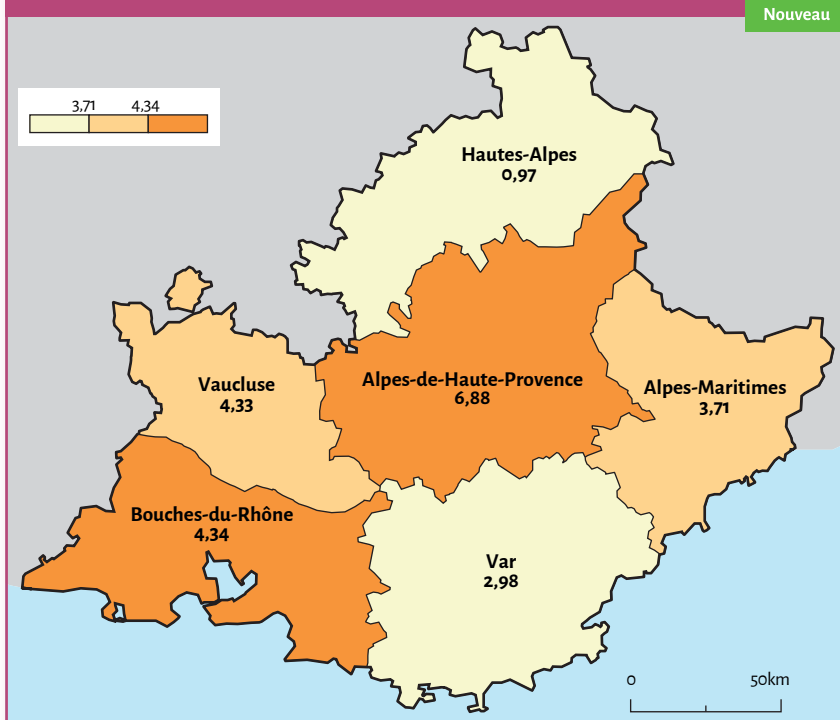 Nouveau
3,71 4,34
Hautes-Alpes
0,97
Vaucluse
4,33
Alpes-de-Haute-Provence
6,88
Alpes-Maritimes
3,71
Bouches-du-Rhône
4,34
Var
2,98
0 50km